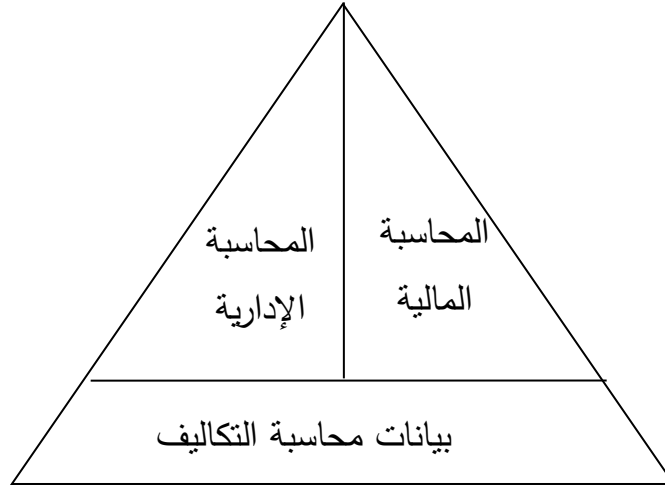 المحاسبة
المالية
المحاسبة
الإدارية
بيانات محاسبة التكاليف